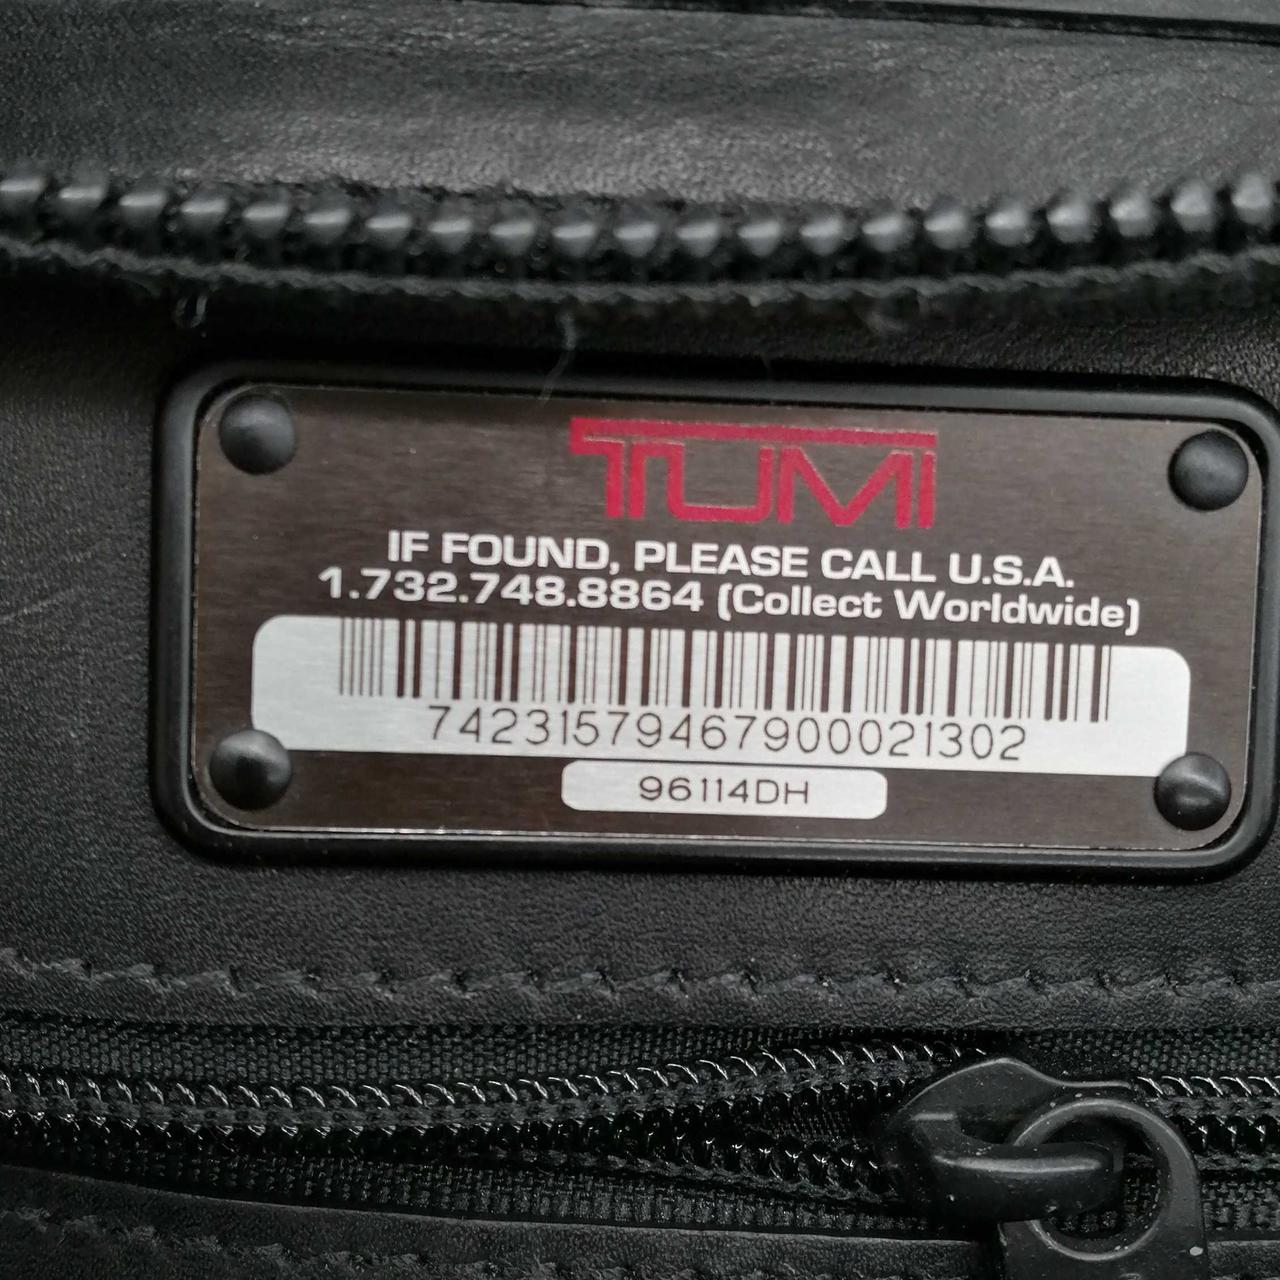 TUMI
IF FOUND, PLEASE CALL U.S.A.
1.732.748.8864 (Collect Worldwide)
74231579467900021302
96114DH